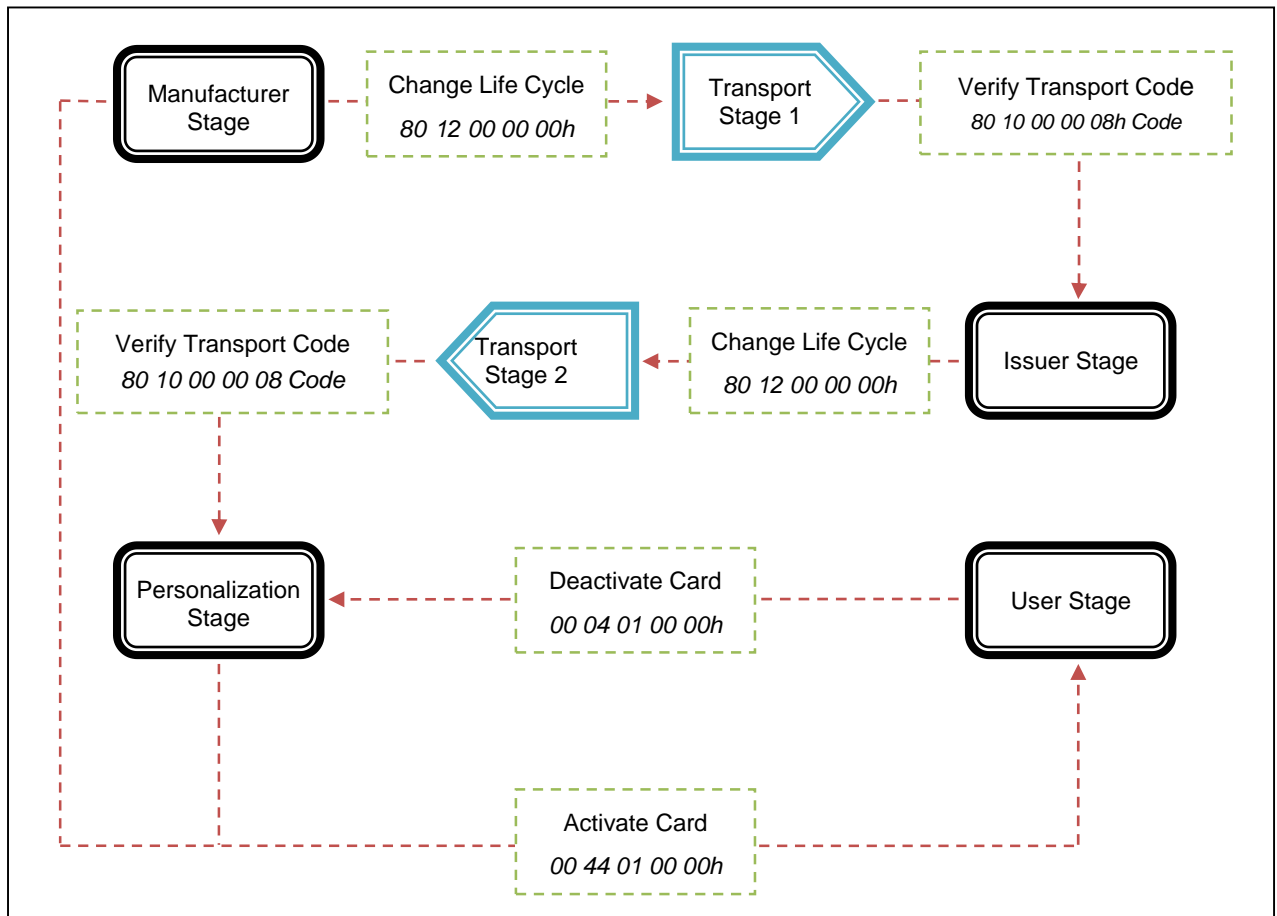 Manufacturer
Stage
Change Life Cycle
80 12 00 00 00h
Transport
Stage 1
Verify Transport Code
80 10 00 00 08h Code
Verify Transport Code
80 10 00 00 08 Code
Transport
Stage 2
Change Life Cycle
80 12 00 00 00h
Issuer Stage
Personalization
Stage
Deactivate Card
00 04 01 00 00h
User Stage
Activate Card
00 44 01 00 00h